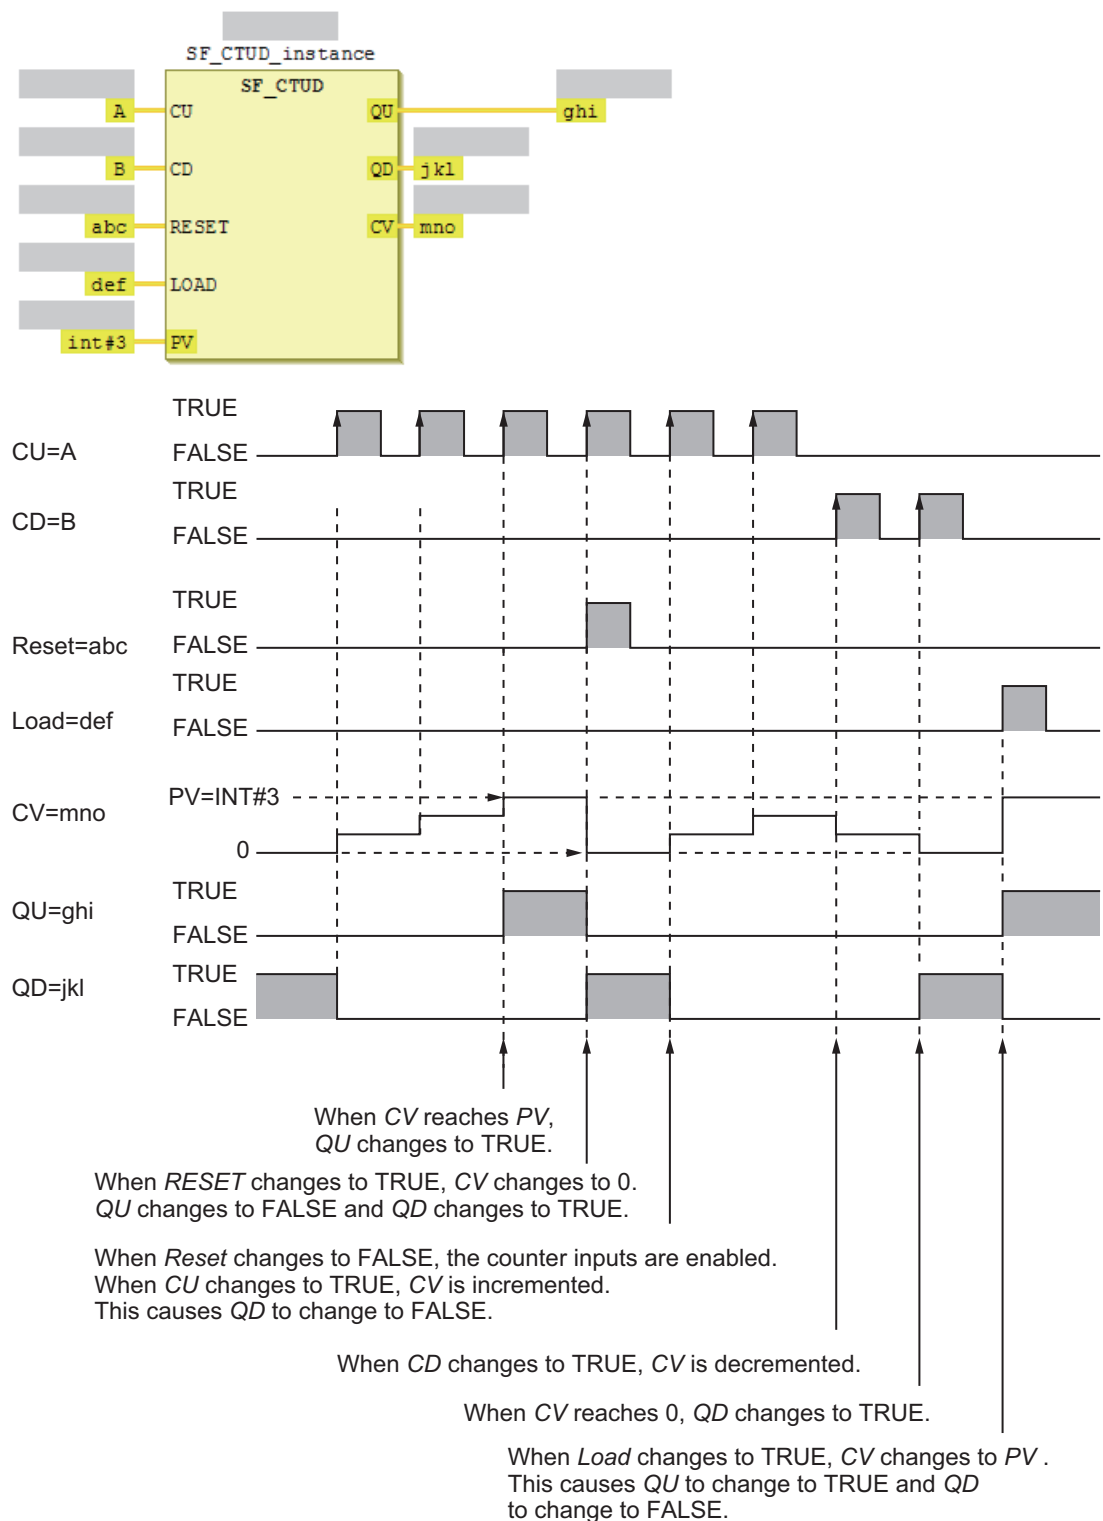 SF_CTUD_instance
SF_CTUD
A CU QU ghi
B CD QD jkl
abc RESET CV mno
def LOAD
int#3 PV
TRUE
CU=A FALSE
TRUE
CD=B FALSE
TRUE
Reset=abc FALSE
TRUE
Load=def FALSE
PV=INT#3
CV=mno
0
TRUE
QU=ghi
FALSE
TRUE
QD=jkl
FALSE
When CV reaches PV,
QU changes to TRUE.
When RESET changes to TRUE, CV changes to 0.
QU changes to FALSE and QD changes to TRUE.
When Reset changes to FALSE, the counter inputs are enabled.
When CU changes to TRUE, CV is incremented.
This causes QD to change to FALSE.
When CD changes to TRUE, CV is decremented.
When CV reaches 0, QD changes to TRUE.
When Load changes to TRUE, CV changes to PV .
This causes QU to change to TRUE and QD
to change to FALSE.